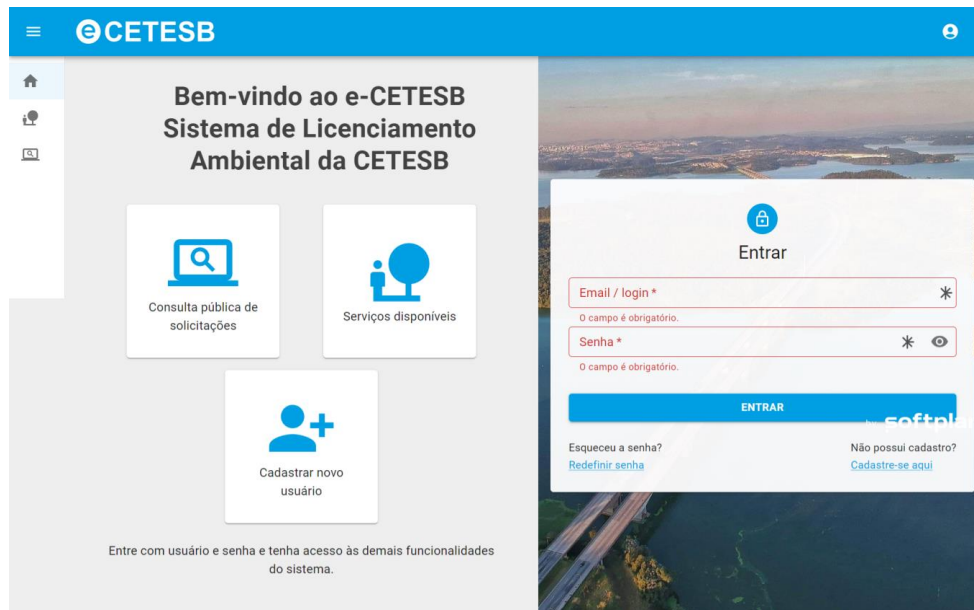 eCETESB
Bem-vindo ao e-CETESB
Sistema de Licenciamento
Ambiental da CETESB
Consulta pública de
solicitações
Serviços disponíveis
Cadastrar novo
usuário
Entre com usuário e senha e tenha acesso às demais funcionalidades
do sistema.
Entrar
Email / login *
O campo é obrigatório.
Senha *
O campo é obrigatório.
ENTRAR
softplan
Esqueceu a senha?
Redefinir senha
Não possui cadastro?
Cadastre-se aqui